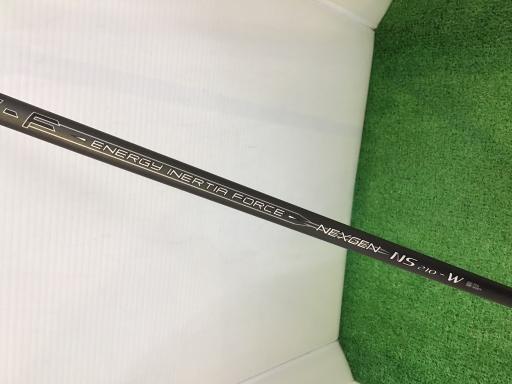 ENERGY INERTIA FORCE NEXGEN NS 210-W